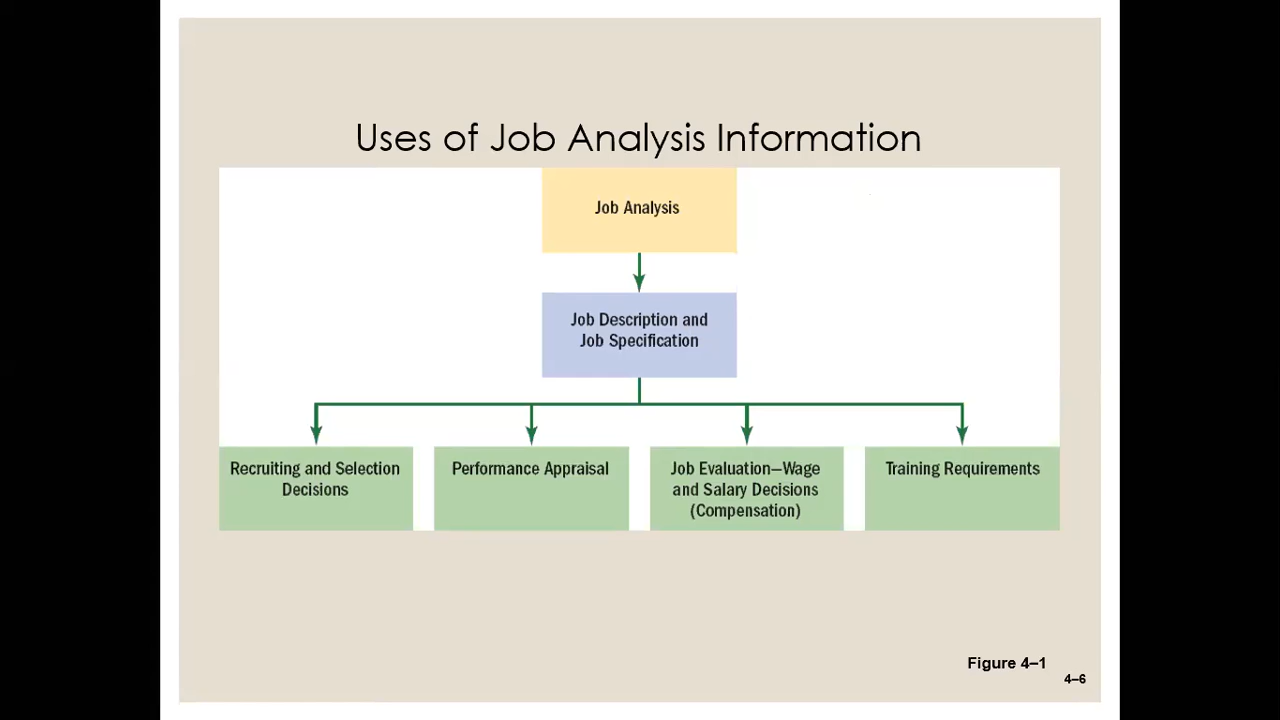 Uses of Job Analysis Information
Job Analysis
Job Description and
Job Specification
Recruiting and Selection
Decisions
Performance Appraisal
Job Evaluation—Wage
and Salary Decisions
(Compensation)
Training Requirements
Figure 4–1
4–6